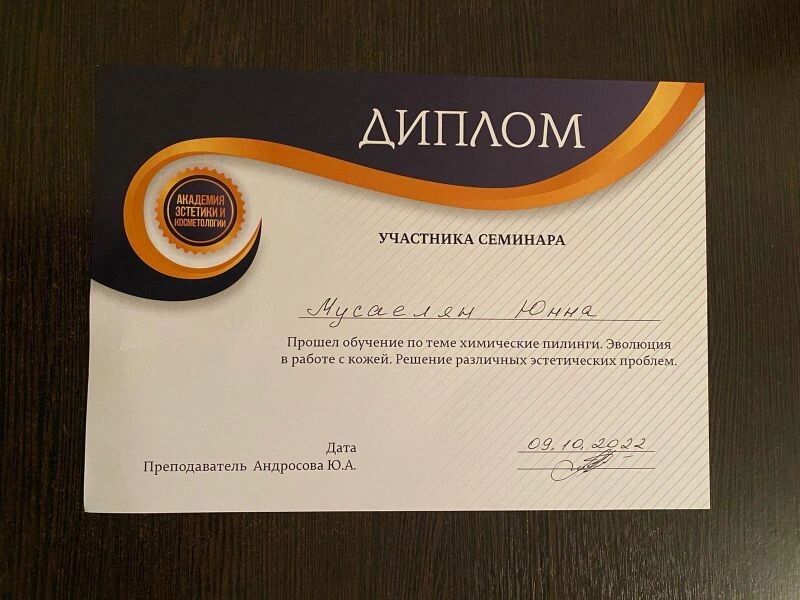 ДИПЛОМ
АКАДЕМИЯ
ЭСТЕТИКИ И
КОСМЕТОЛОГИИ
УЧАСТНИКА СЕМИНАРА
Мусаелян Юнна
Прошел обучение по теме химические пилинги. Эволюция
в работе с кожей. Решение различных эстетических проблем.
Дата 09.10.2022
Преподаватель Андросова Ю.А.